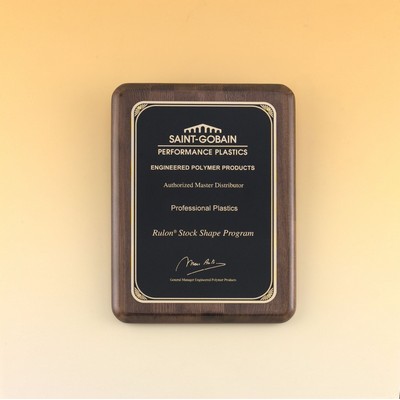 SAINT-GOBAIN
PERFORMANCE PLASTICS
ENGINEERED POLYMER PRODUCTS
Authorized Master Distributor
Professional Plastics
Rulon® Stock Shape Program
General Manager Engineered Polymer Products